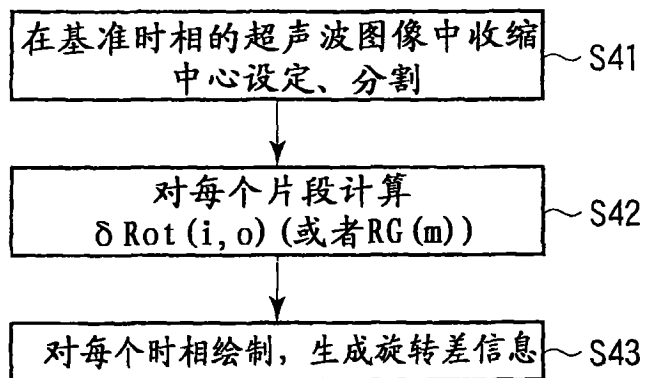 在基准时相的超声波图像中收缩
中心设定、分割
S41
对每个片段计算
δRot(i,o)(或者RG(m))
S42
对每个时相绘制，生成旋转差信息
S43